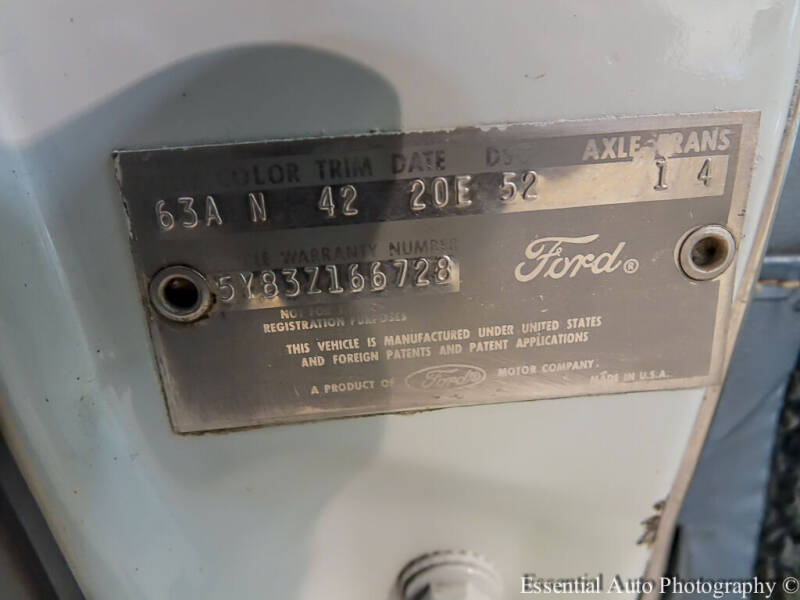 COLOR TRIM DATE DSO AXLE TRANS
63A N 42 20E 52 1 4
WARRANTY NUMBER
5Y83Z166728
Ford®
NOT FOR
REGISTRATION PURPOSES
THIS VEHICLE IS MANUFACTURED UNDER UNITED STATES
AND FOREIGN PATENTS AND PATENT APPLICATIONS
A PRODUCT OF Ford MOTOR COMPANY
MADE IN U.S.A.
Essential Auto Photography ©